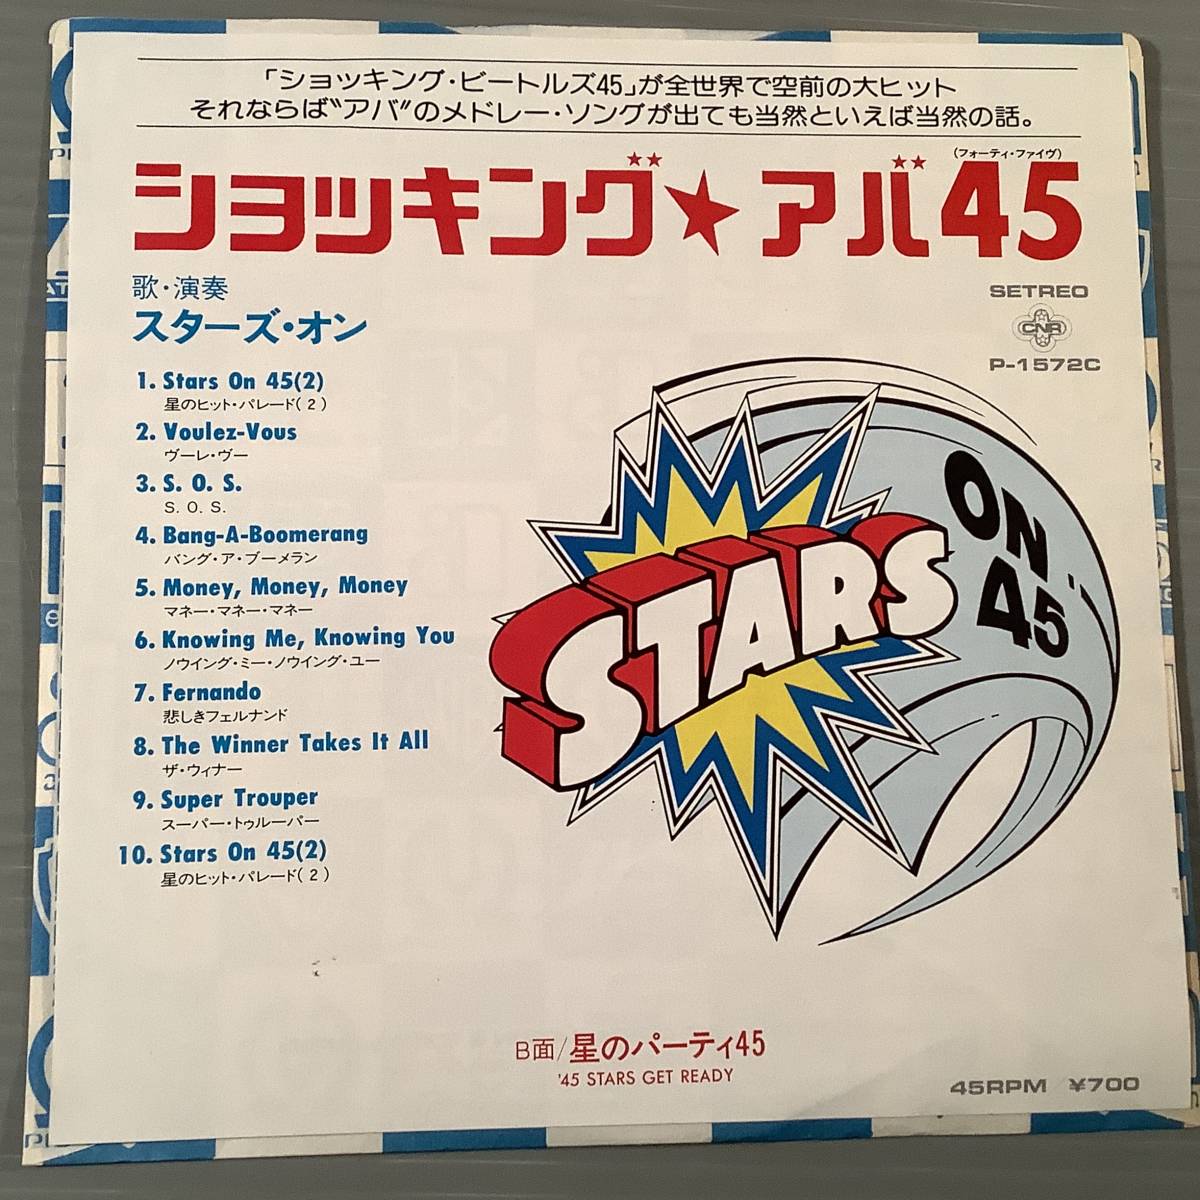 「ショッキング・ビートルズ45」が全世界で空前の大ヒット
それならば"アバ"のメドレー・ソングが出ても当然といえば当然の話。
(フォーティ・ファイヴ)
ショッキング★アバ45
歌・演奏
スターズ・オン
SETREO
CNR
P-1572C
1. Stars On 45(2)
星のヒット・パレード(2)
2. Voulez-Vous
ヴーレ・ヴー
3. S. O. S.
S. O. S.
4. Bang-A-Boomerang
バング・ア・ブーメラン
5. Money, Money, Money
マネー・マネー・マネー
6. Knowing Me, Knowing You
ノウイング・ミー・ノウイング・ユー
7. Fernando
悲しきフェルナンド
8. The Winner Takes It All
ザ・ウィナー
9. Super Trouper
スーパー・トゥルーパー
10. Stars On 45(2)
星のヒット・パレード(2)
STARS
ON
45
B面/星のパーティ45
'45 STARS GET READY
45RPM ¥700